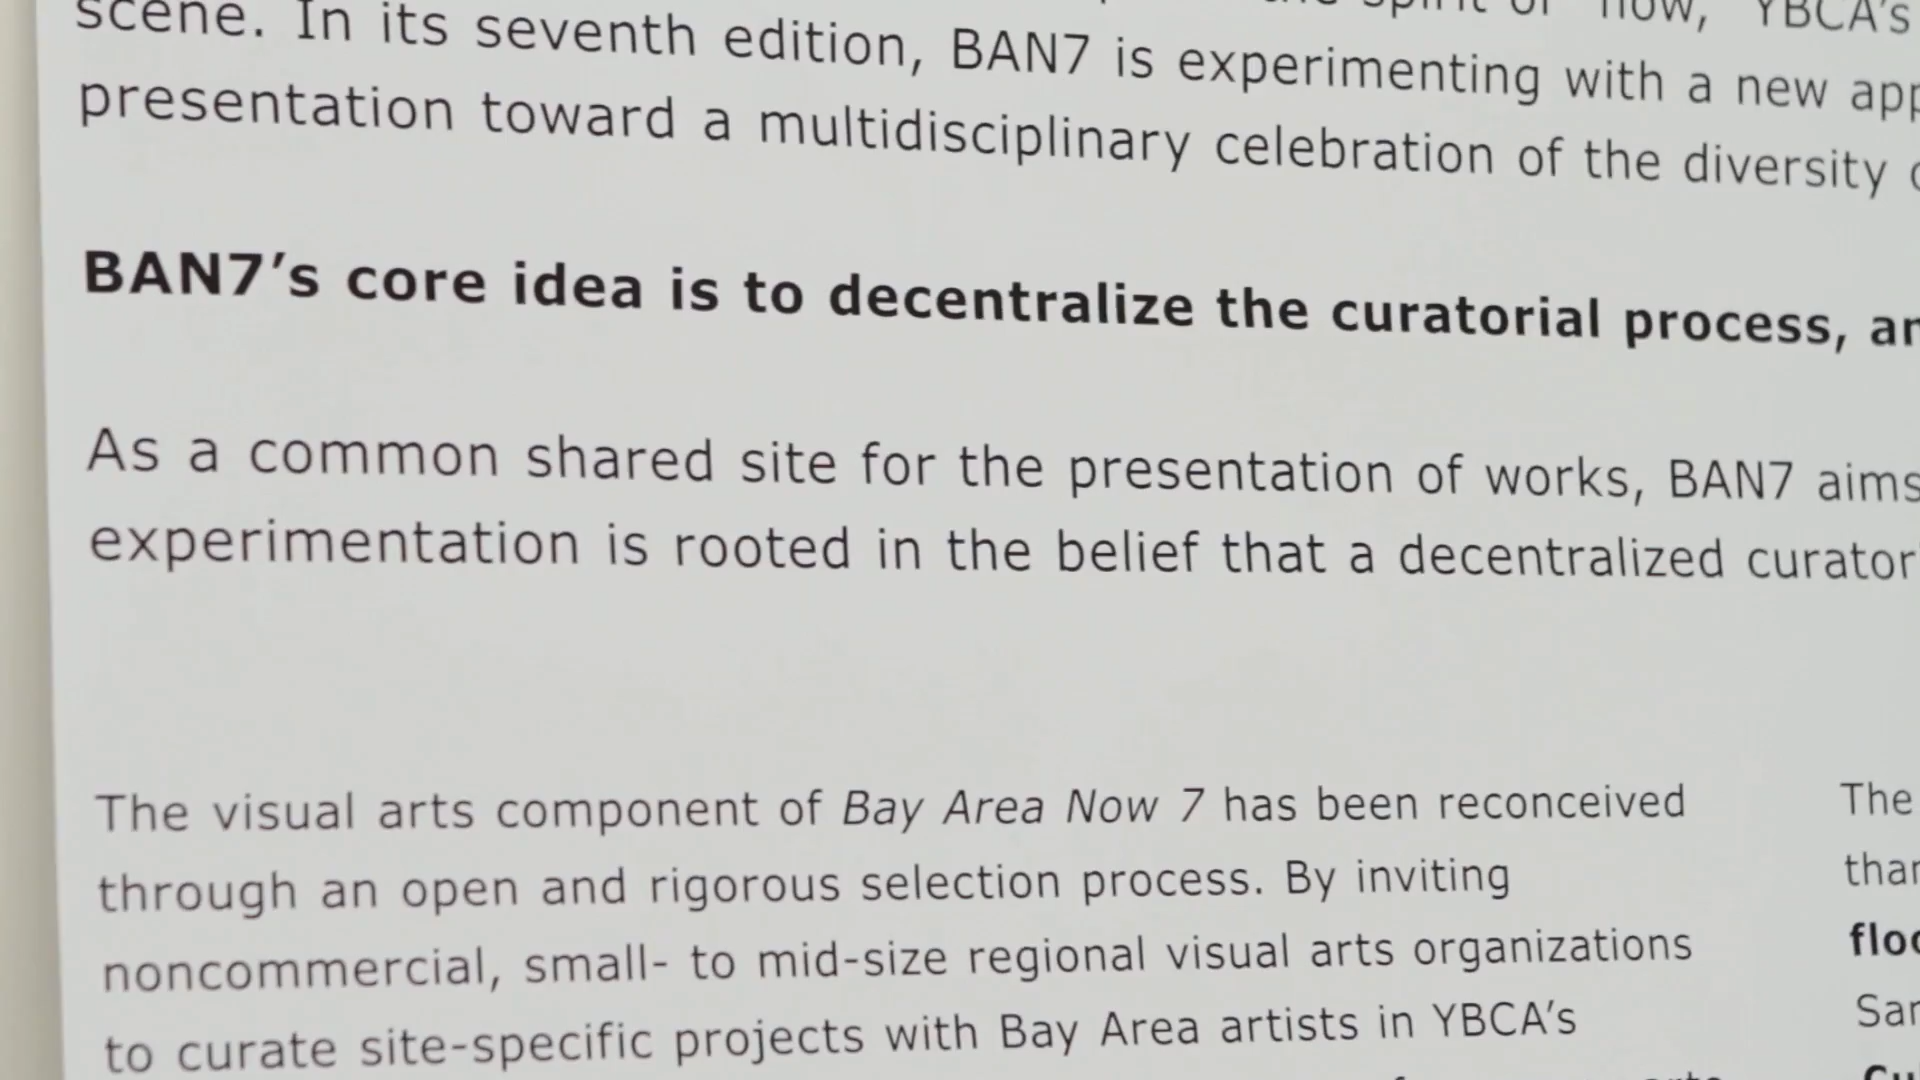 scene. In its seventh edition, BAN7 is experimenting with a new
presentation toward a multidisciplinary celebration of the diversity
BAN7's core idea is to decentralize the curatorial process,
As a common shared site for the presentation of works, BAN7 aims
experimentation is rooted in the belief that a decentralized
The visual arts component of Bay Area Now 7 has been reconceived
through an open and rigorous selection process. By inviting
noncommercial, small- to mid-size regional visual arts organizations
to curate site-specific projects with Bay Area artists in YBCA's
The